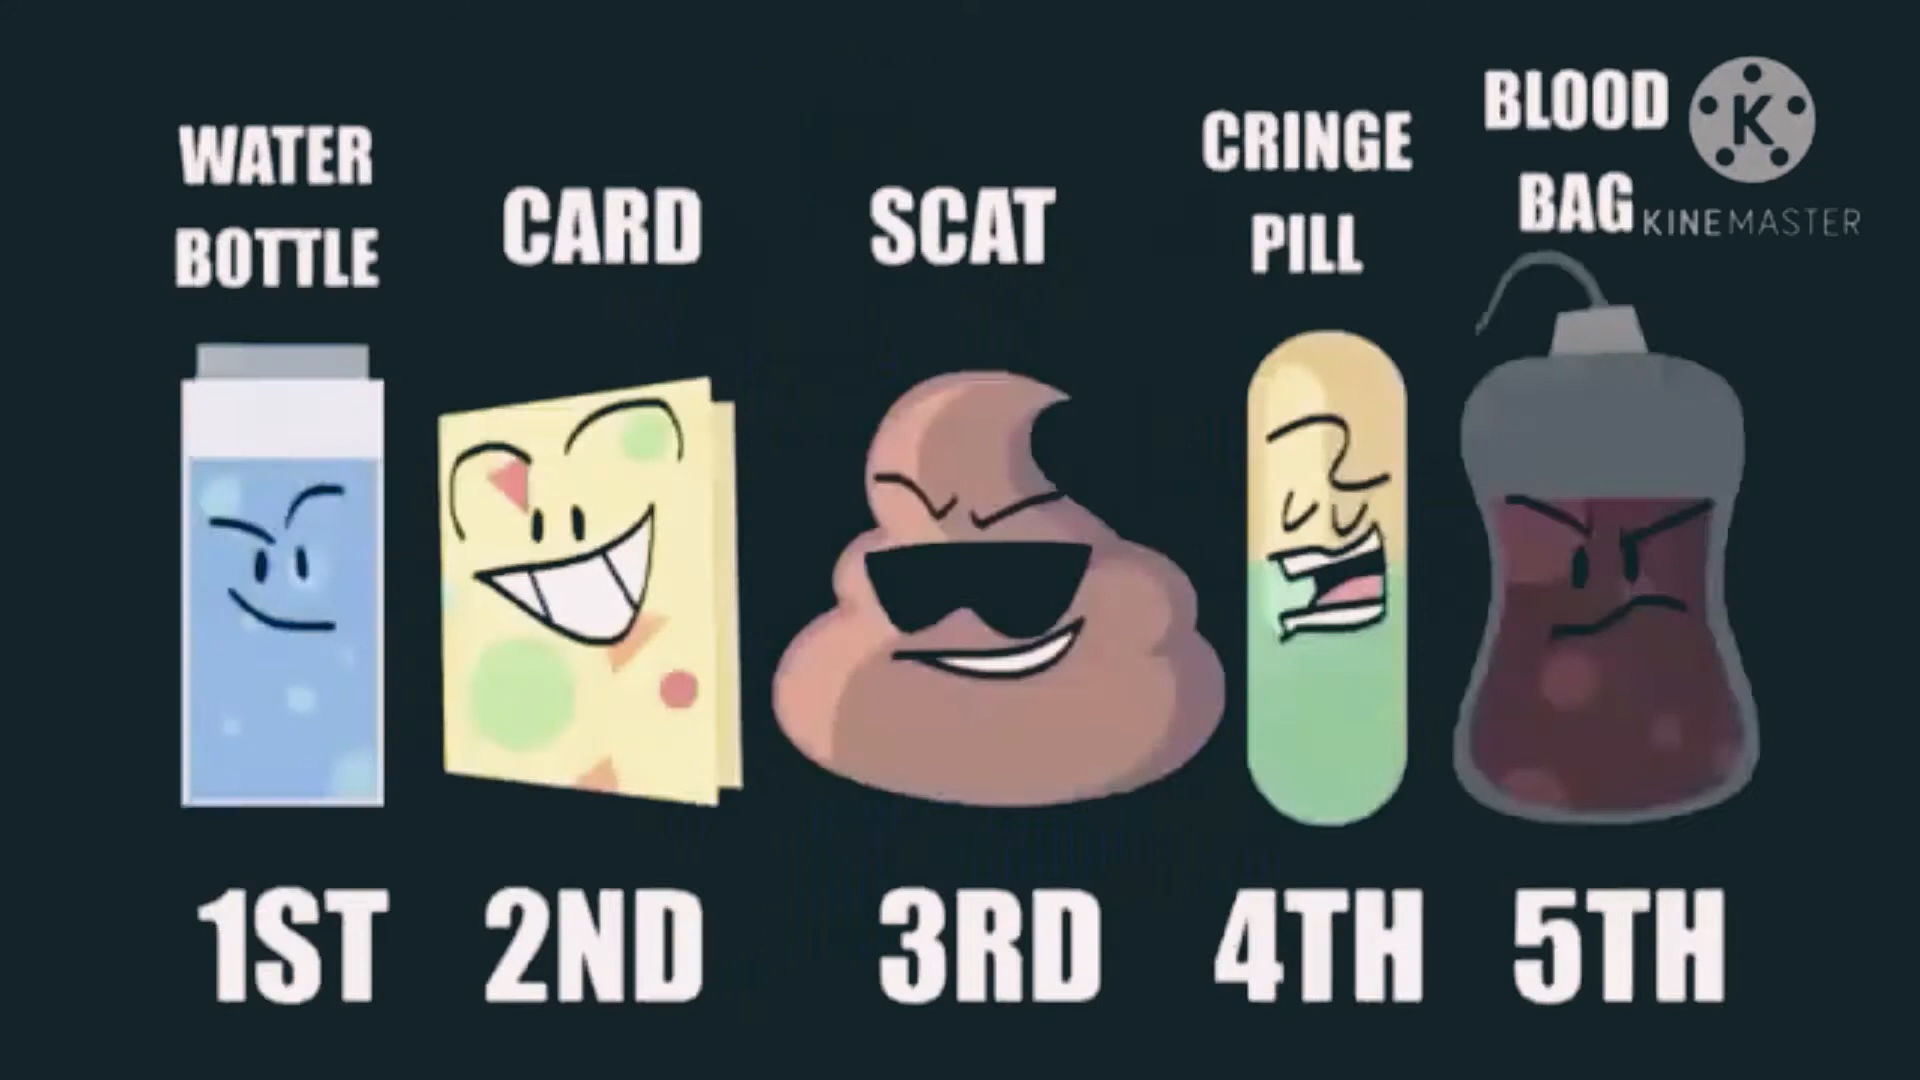 WATER
BOTTLE
CARD
SCAT
CRINGE
PILL
BLOOD
BAG
K
KINEMASTER
1ST
2ND
3RD
4TH
5TH